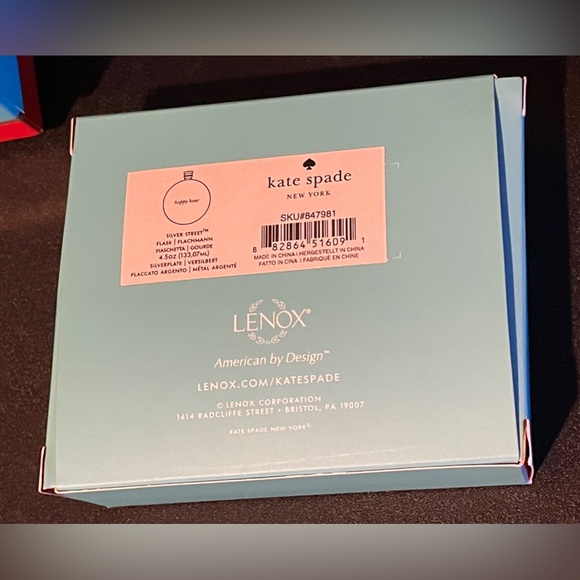 happy hour
SILVER STREET™
FLASK | FLACHMANN
FIASCHETTA | GOURDE
4.5OZ (133,07ML)
SILVERPLATE | VERSILBERT
PLACCATO ARGENTO | MÉTAL ARGENTÉ
kate spade
NEW YORK
SKU#847981
8 82864 51609 1
MADE IN CHINA | HERGESTELLT IN CHINA
FATTO IN CINA | FABRIQUÉ EN CHINE
LENOX®
American by Design™
LENOX.COM/KATESPADE
© LENOX CORPORATION
1414 RADCLIFFE STREET • BRISTOL, PA 19007
KATE SPADE NEW YORK®